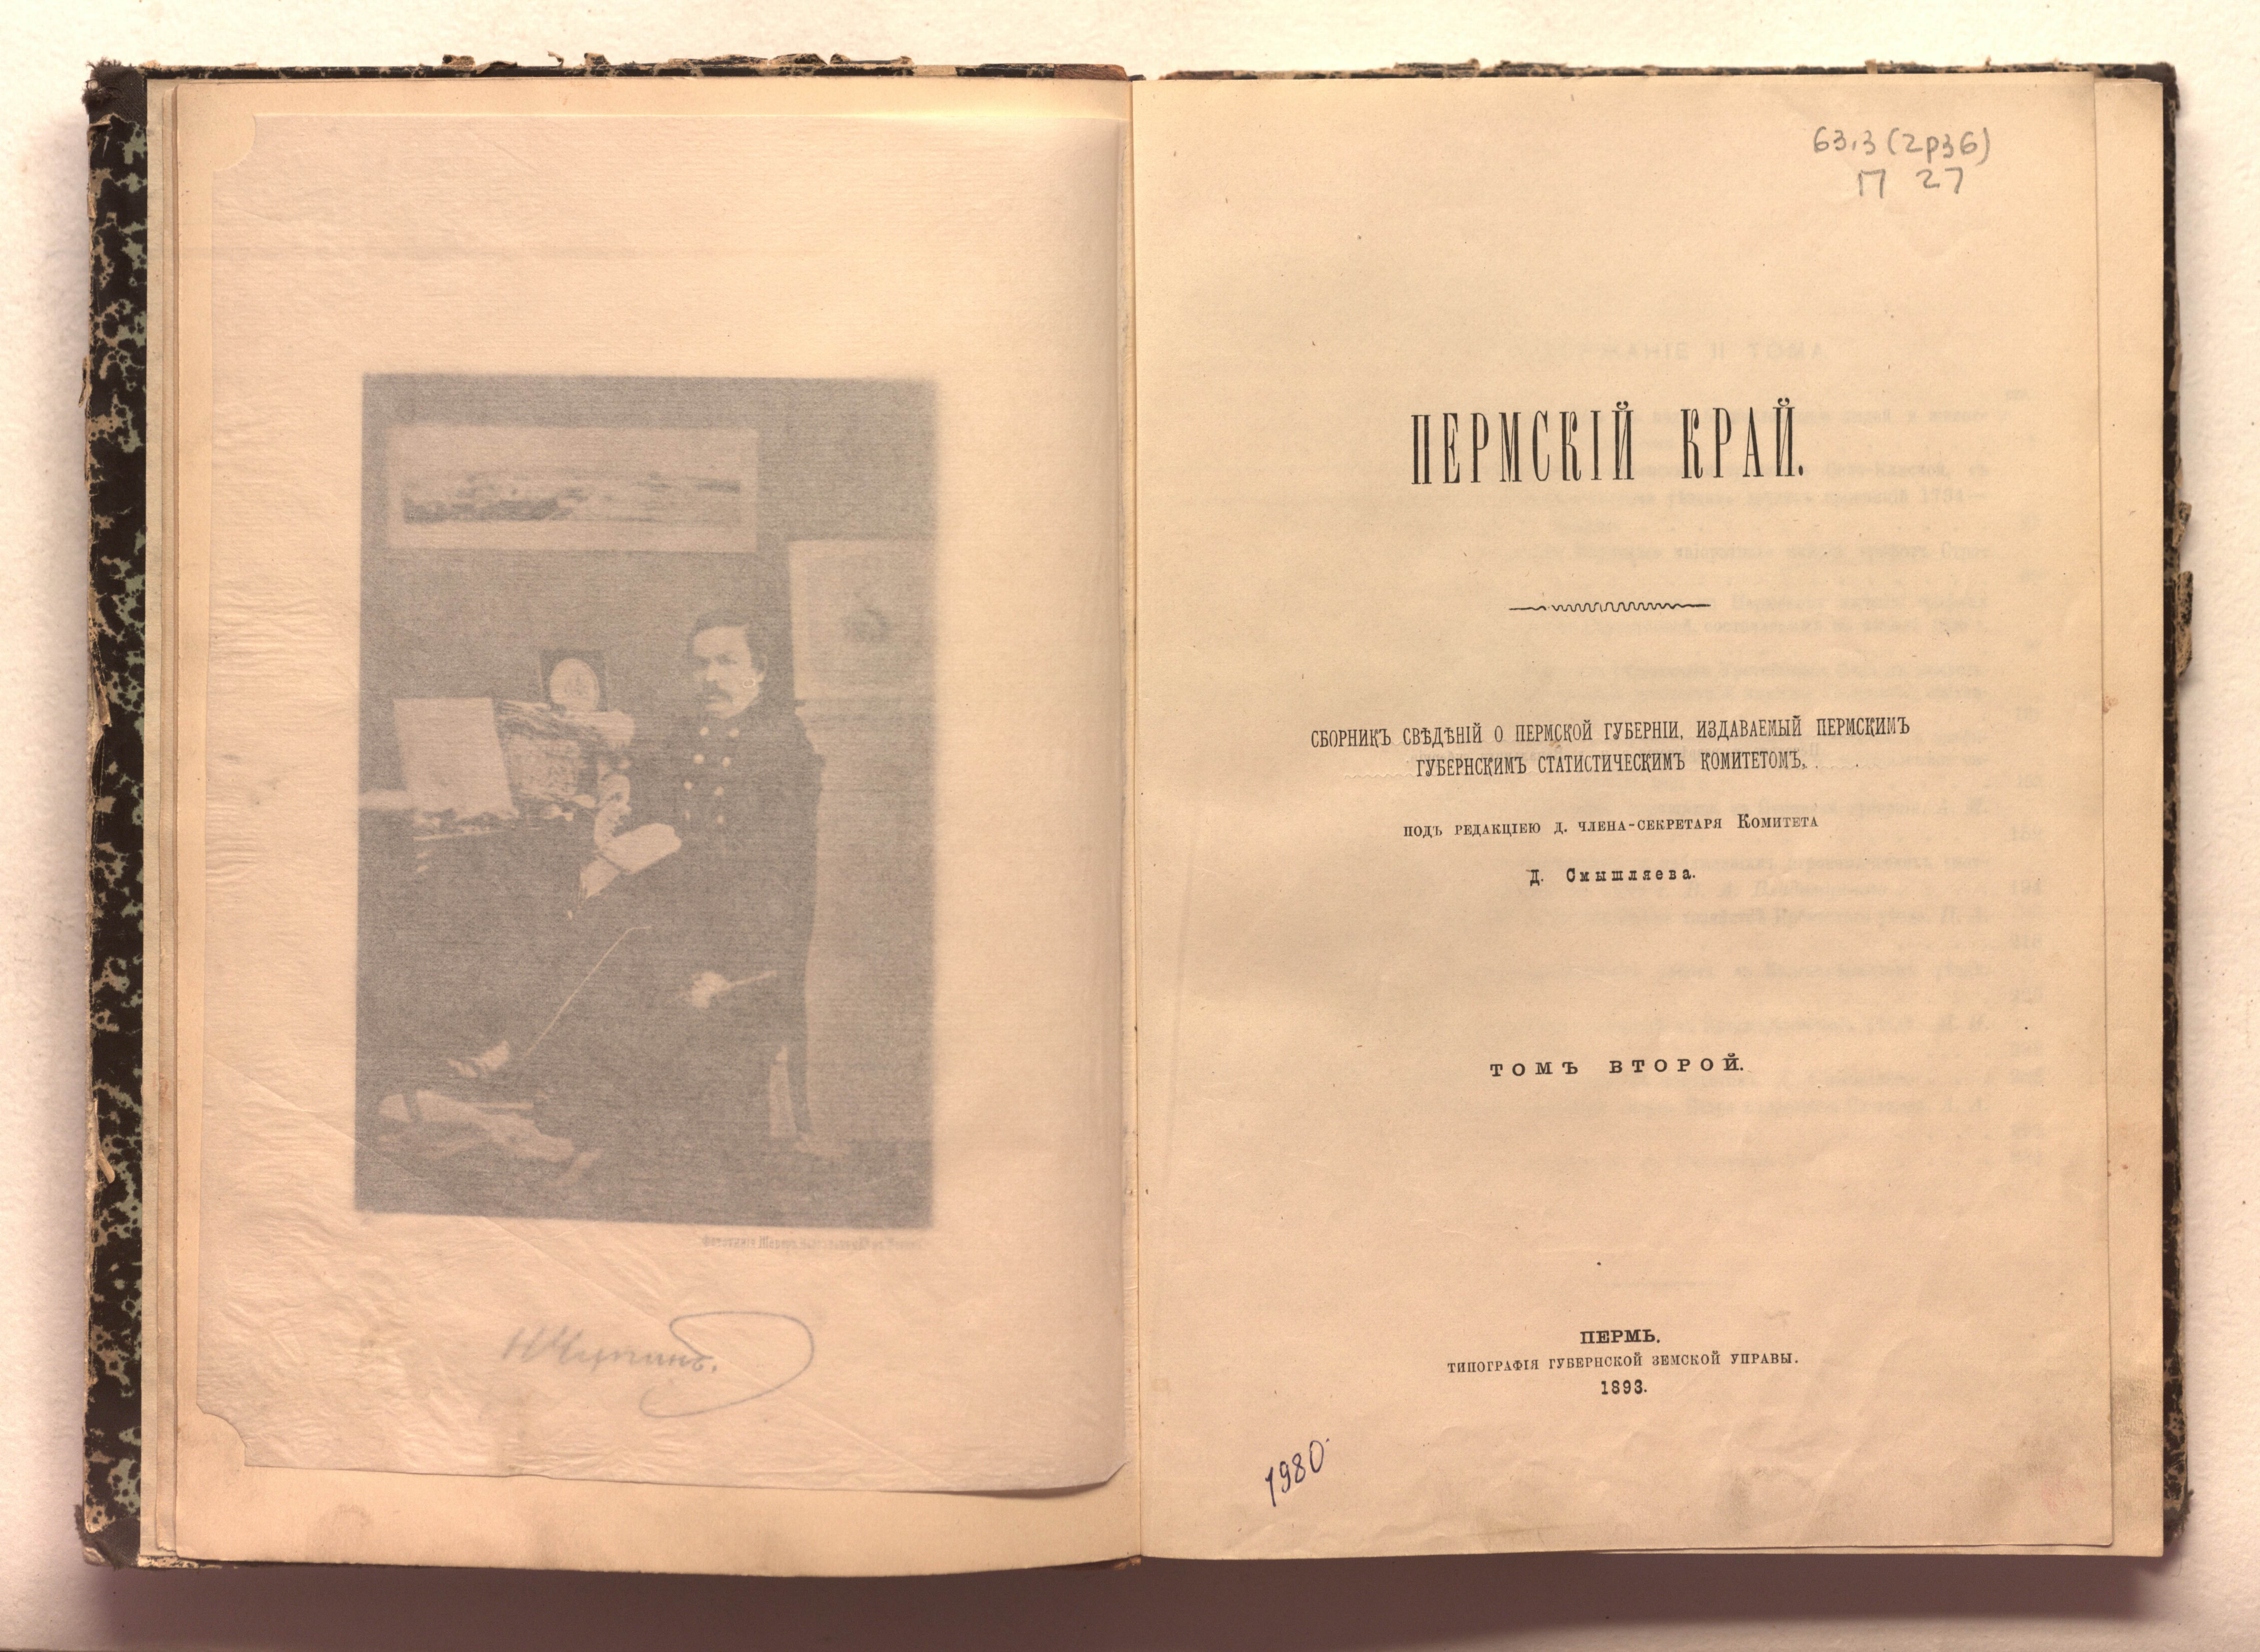 Н Чупинъ.
63.3(2р36)
П 27
ПЕРМСКІЙ КРАЙ.
СБОРНИКЪ СВѢДѢНІЙ О ПЕРМСКОЙ ГУБЕРНІИ, ИЗДАВАЕМЫЙ ПЕРМСКИМЪ
ГУБЕРНСКИМЪ СТАТИСТИЧЕСКИМЪ КОМИТЕТОМЪ,
ПОДЪ РЕДАКЦІЕЮ Д. ЧЛЕНА-СЕКРЕТАРЯ КОМИТЕТА
Д. Смышляева.
ТОМЪ ВТОРОЙ.
ПЕРМЬ.
ТИПОГРАФІЯ ГУБЕРНСКОЙ ЗЕМСКОЙ УПРАВЫ.
1893.
1980